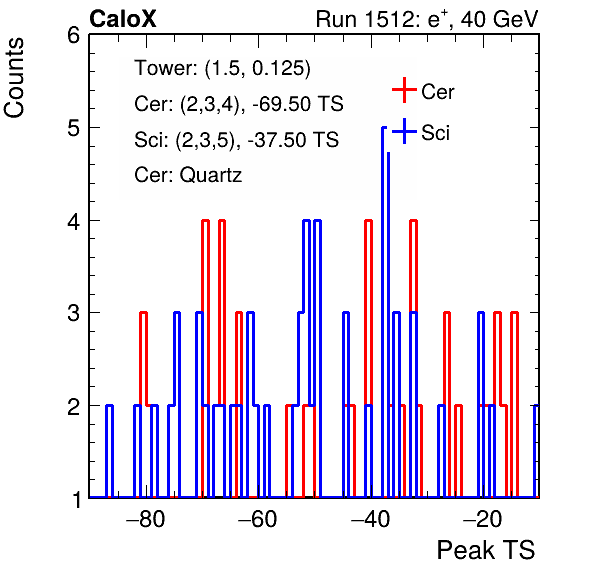 CaloX Run 1512: e⁺, 40 GeV
Counts
6
Tower: (1.5, 0.125)
Cer: (2,3,4), -69.50 TS
Sci: (2,3,5), -37.50 TS
Cer: Quartz
Cer
Sci
5
4
3
2
1
−80 −60 −40 −20
Peak TS